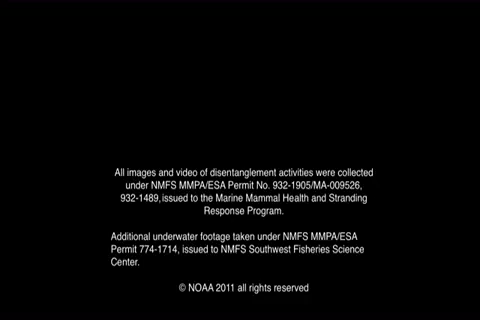 All images and video of disentanglement activities were collected
under NMFS MMPA/ESA Permit No. 932-1905/MA-009526,
932-1489,issued to the Marine Mammal Health and Stranding
Response Program.
Additional underwater footage taken under NMFS MMPA/ESA
Permit 774-1714, issued to NMFS Southwest Fisheries Science
Center.
© NOAA 2011 all rights reserved